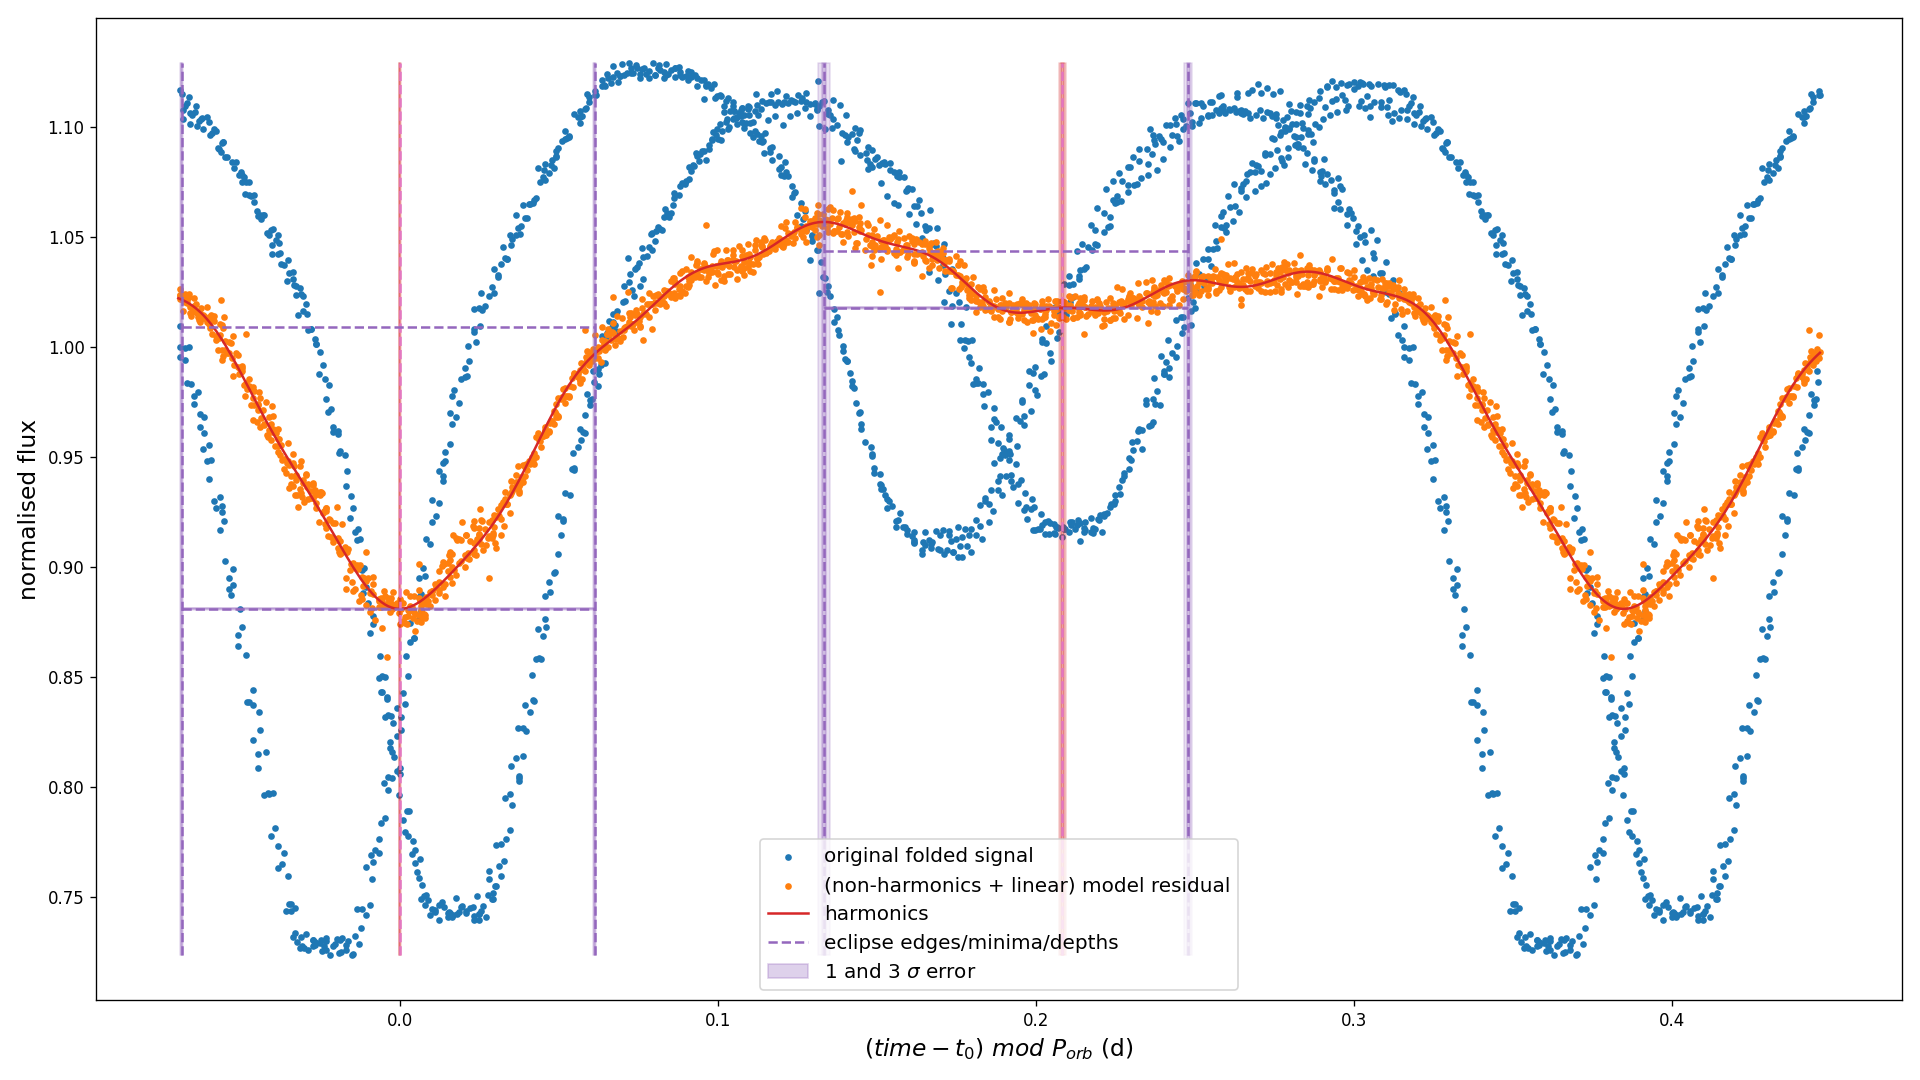 normalised flux
1.10
1.05
1.00
0.95
0.90
0.85
0.80
0.75
original folded signal
(non-harmonics + linear) model residual
harmonics
eclipse edges/minima/depths
1 and 3 σ error
0.0 0.1 0.2 0.3 0.4
(time − t₀) mod Pₒᵣb (d)